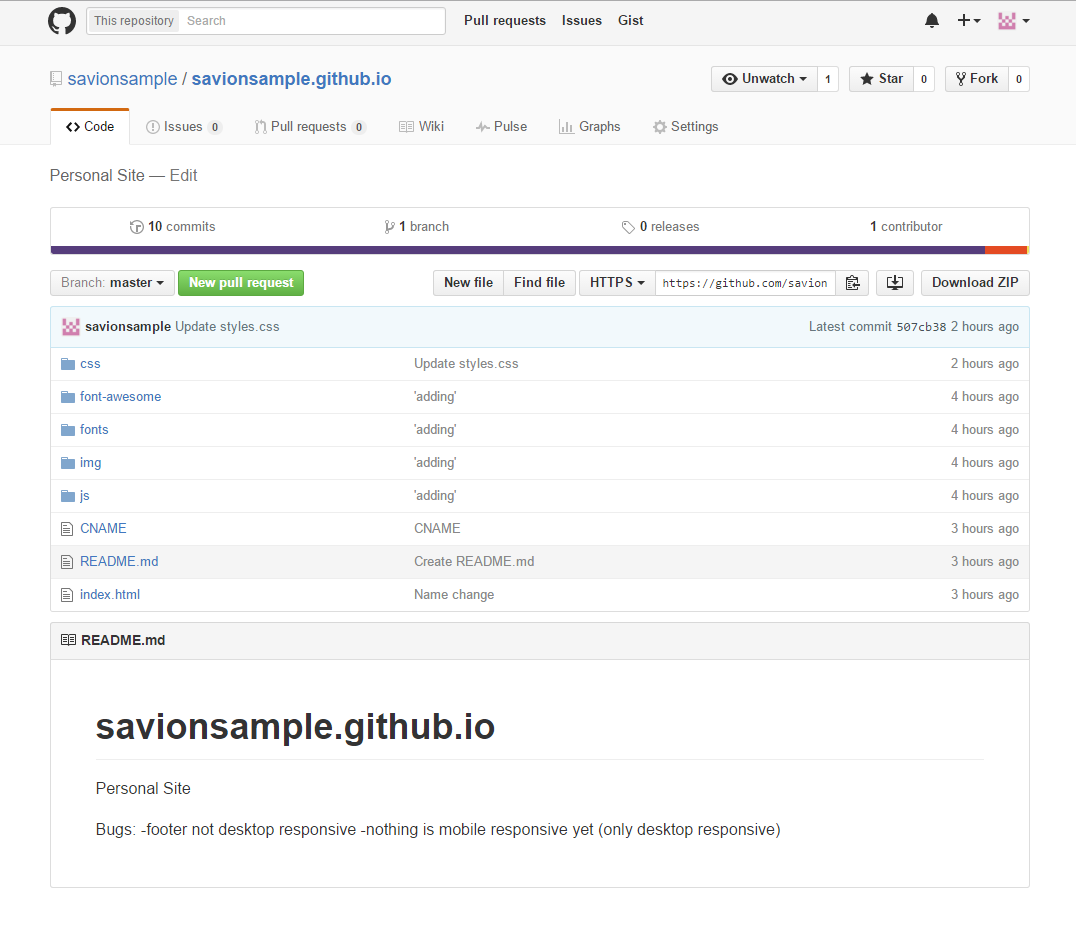 This repository Search Pull requests Issues Gist
savionsample / savionsample.github.io Unwatch 1 Star 0 Fork 0
Code Issues 0 Pull requests 0 Wiki Pulse Graphs Settings
Personal Site — Edit
10 commits 1 branch 0 releases 1 contributor
Branch: master New pull request New file Find file HTTPS https://github.com/savion Download ZIP
savionsample Update styles.css Latest commit 507cb38 2 hours ago
css Update styles.css 2 hours ago
font-awesome 'adding' 4 hours ago
fonts 'adding' 4 hours ago
img 'adding' 4 hours ago
js 'adding' 4 hours ago
CNAME CNAME 3 hours ago
README.md Create README.md 3 hours ago
index.html Name change 3 hours ago
README.md
savionsample.github.io
Personal Site
Bugs: -footer not desktop responsive -nothing is mobile responsive yet (only desktop responsive)